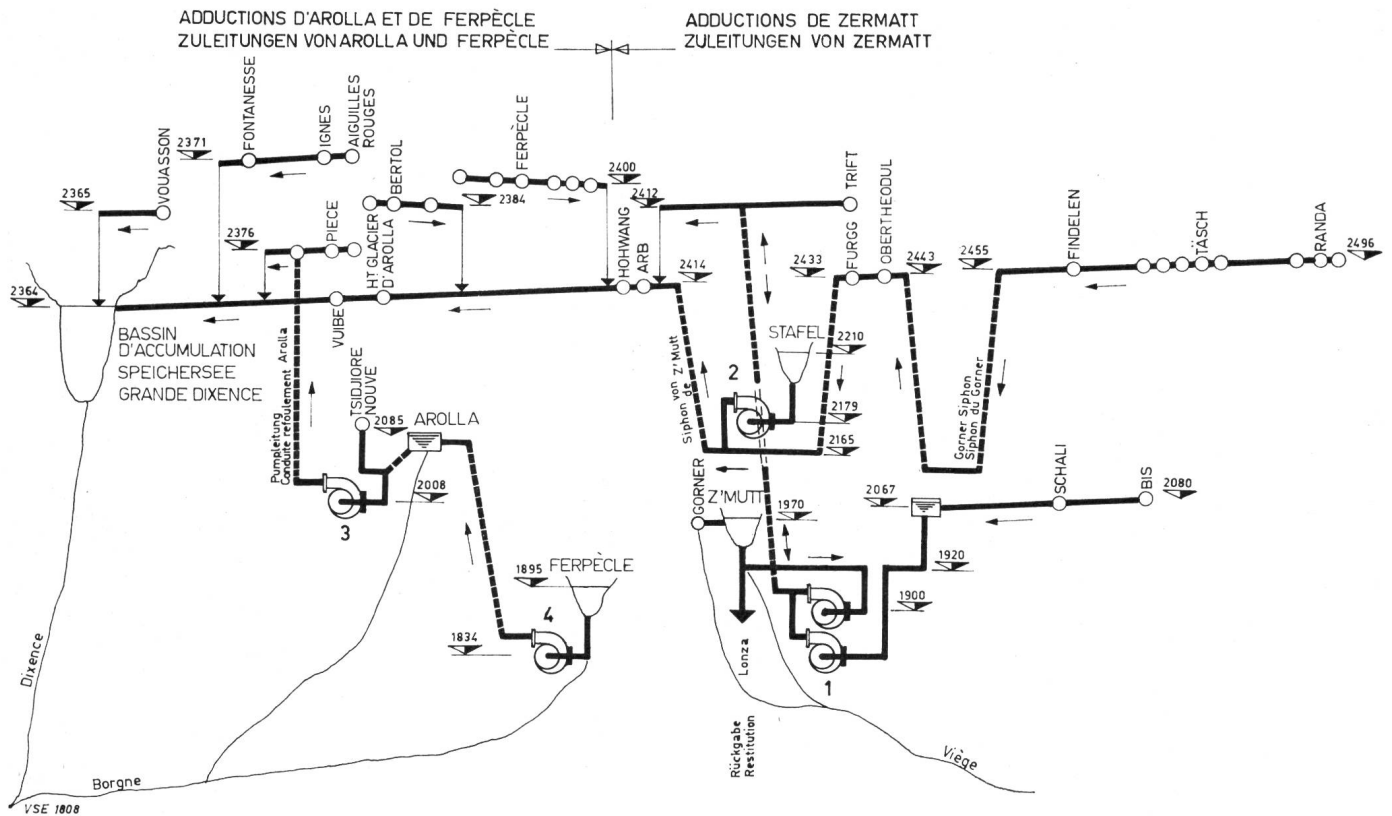 ADDUCTIONS D'AROLLA ET DE FERPÈCLE
ZULEITUNGEN VON AROLLA UND FERPÈCLE
ADDUCTIONS DE ZERMATT
ZULEITUNGEN VON ZERMATT
VOUASSON
2365
FONTANESSE
IGNES
AIGUILLES
ROUGES
2371
BERTOL
2384
FERPÈCLE
2400
2412
TRIFT
PIECE
2376
HT GLACIER
D'AROLLA
VUIBE
HOHWANG
ARB
2414
2433
FURGG
OBERTHEODUL
2443
2455
FINDELEN
TÄSCH
RANDA
2496
2364
BASSIN
D'ACCUMULATION
SPEICHERSEE
GRANDE DIXENCE
Pumpleitung
Conduite refoulement Arolla
TSIDJIORE
NOUVE
2085
AROLLA
2008
3
Siphon von Z'Mutt
de
2
STAFEL
2210
2179
2165
Gorner Siphon
Siphon du Gorner
GORNER
Z'MUTT
1970
2067
SCHALI
BIS
2080
1920
1900
1895
FERPÈCLE
4
1834
Lonza
1
Rückgabe
Restitution
Dixence
Borgne
Viège
VSE 1808